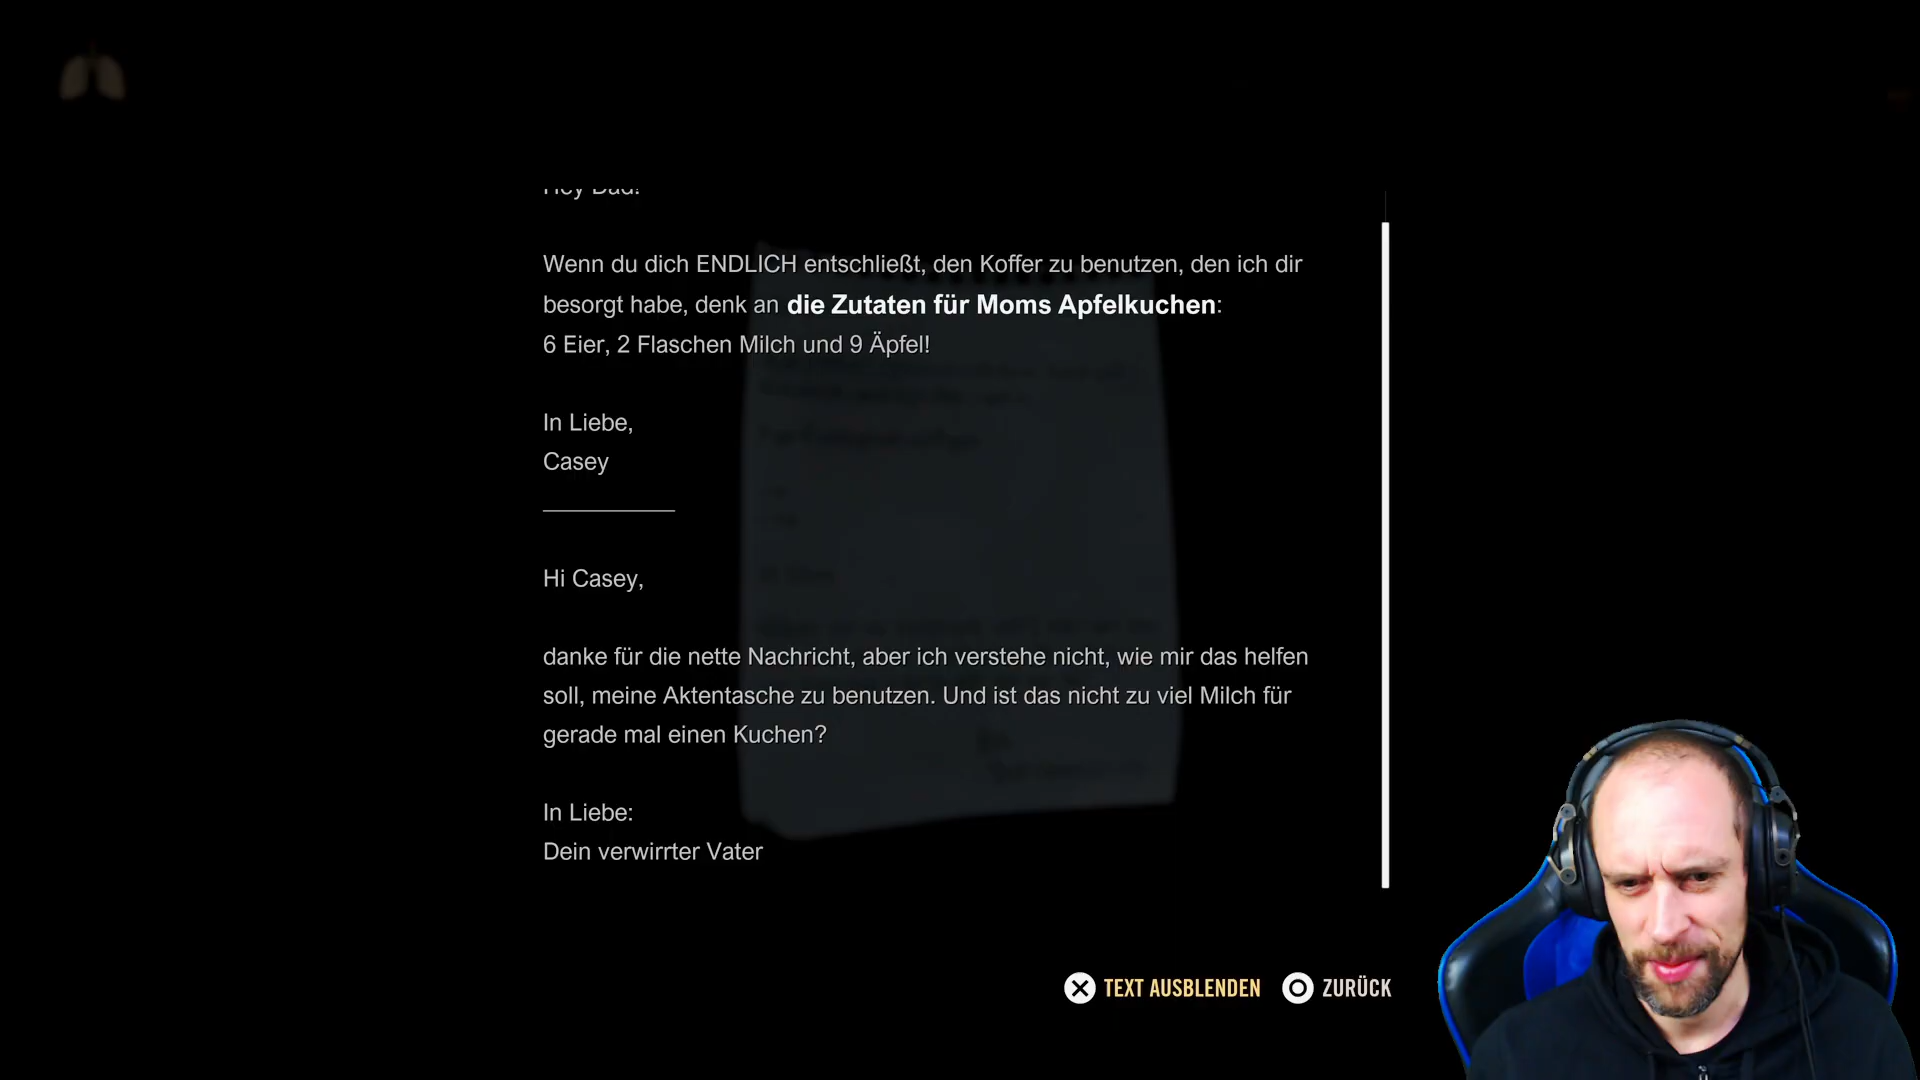 Hey Dad!
Wenn du dich ENDLICH entschließt, den Koffer zu benutzen, den ich dir
besorgt habe, denk an die Zutaten für Moms Apfelkuchen:
6 Eier, 2 Flaschen Milch und 9 Äpfel!
In Liebe,
Casey
Hi Casey,
danke für die nette Nachricht, aber ich verstehe nicht, wie mir das helfen
soll, meine Aktentasche zu benutzen. Und ist das nicht zu viel Milch für
gerade mal einen Kuchen?
In Liebe:
Dein verwirrter Vater
TEXT AUSBLENDEN ZURÜCK